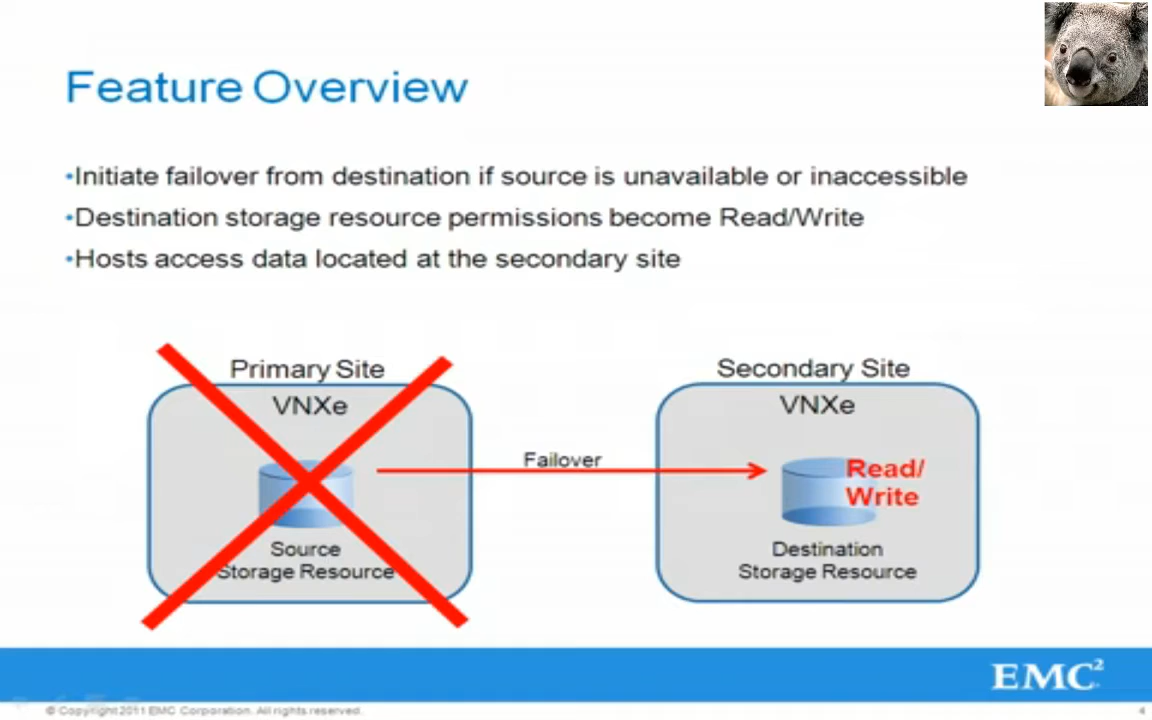 Feature Overview
•Initiate failover from destination if source is unavailable or inaccessible
•Destination storage resource permissions become Read/Write
•Hosts access data located at the secondary site
Primary Site
VNXe
Source
Storage Resource
Failover
Secondary Site
VNXe
Read/
Write
Destination
Storage Resource
EMC²
© Copyright 2011 EMC Corporation. All rights reserved.
4